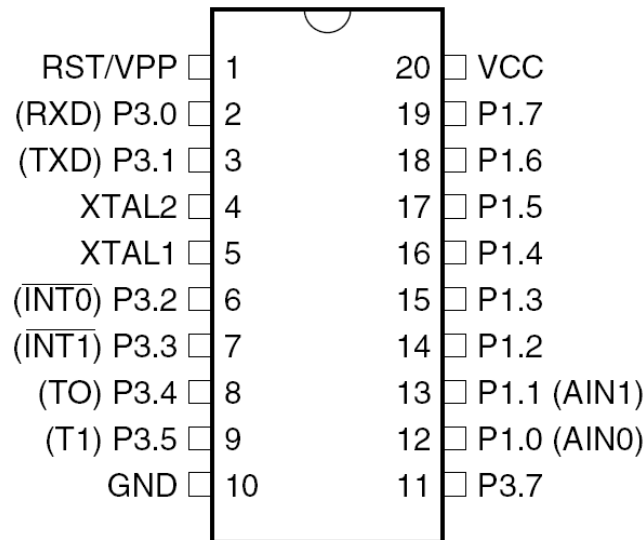 RST/VPP 1 20 VCC
(RXD) P3.0 2 19 P1.7
(TXD) P3.1 3 18 P1.6
XTAL2 4 17 P1.5
XTAL1 5 16 P1.4
(I̅N̅T̅0̅) P3.2 6 15 P1.3
(I̅N̅T̅1̅) P3.3 7 14 P1.2
(TO) P3.4 8 13 P1.1 (AIN1)
(T1) P3.5 9 12 P1.0 (AIN0)
GND 10 11 P3.7